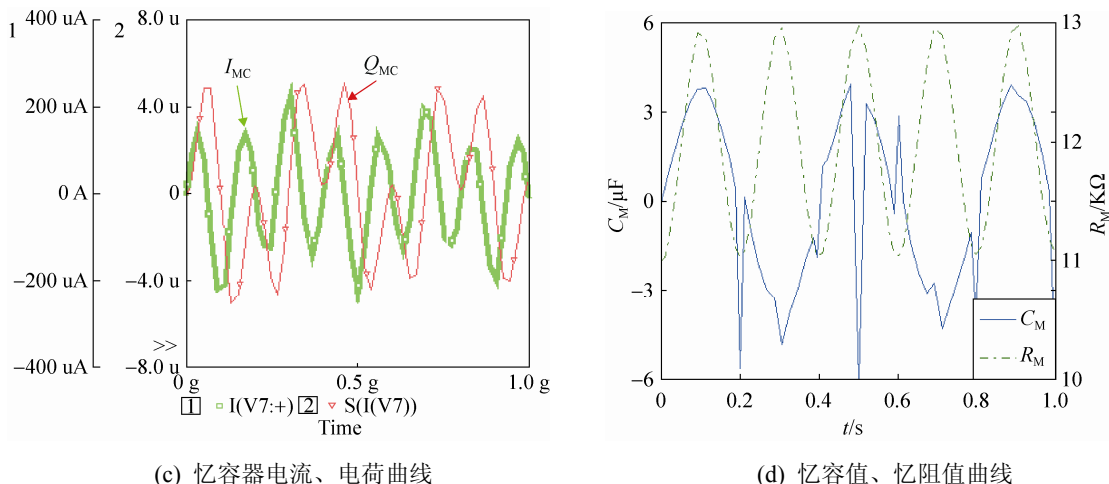 1
400 uA
200 uA
0 A
−200 uA
−400 uA
2
8.0 u
4.0 u
0
−4.0 u
−8.0 u
>>
I_MC
Q_MC
0 g
0.5 g
1.0 g
1 I(V7:+) 2 S(I(V7))
Time
(c) 忆容器电流、电荷曲线
C_M/μF
6
3
0
−3
−6
13
12
11
10
R_M/KΩ
C_M
R_M
0
0.2
0.4
0.6
0.8
1.0
t/s
(d) 忆容值、忆阻值曲线